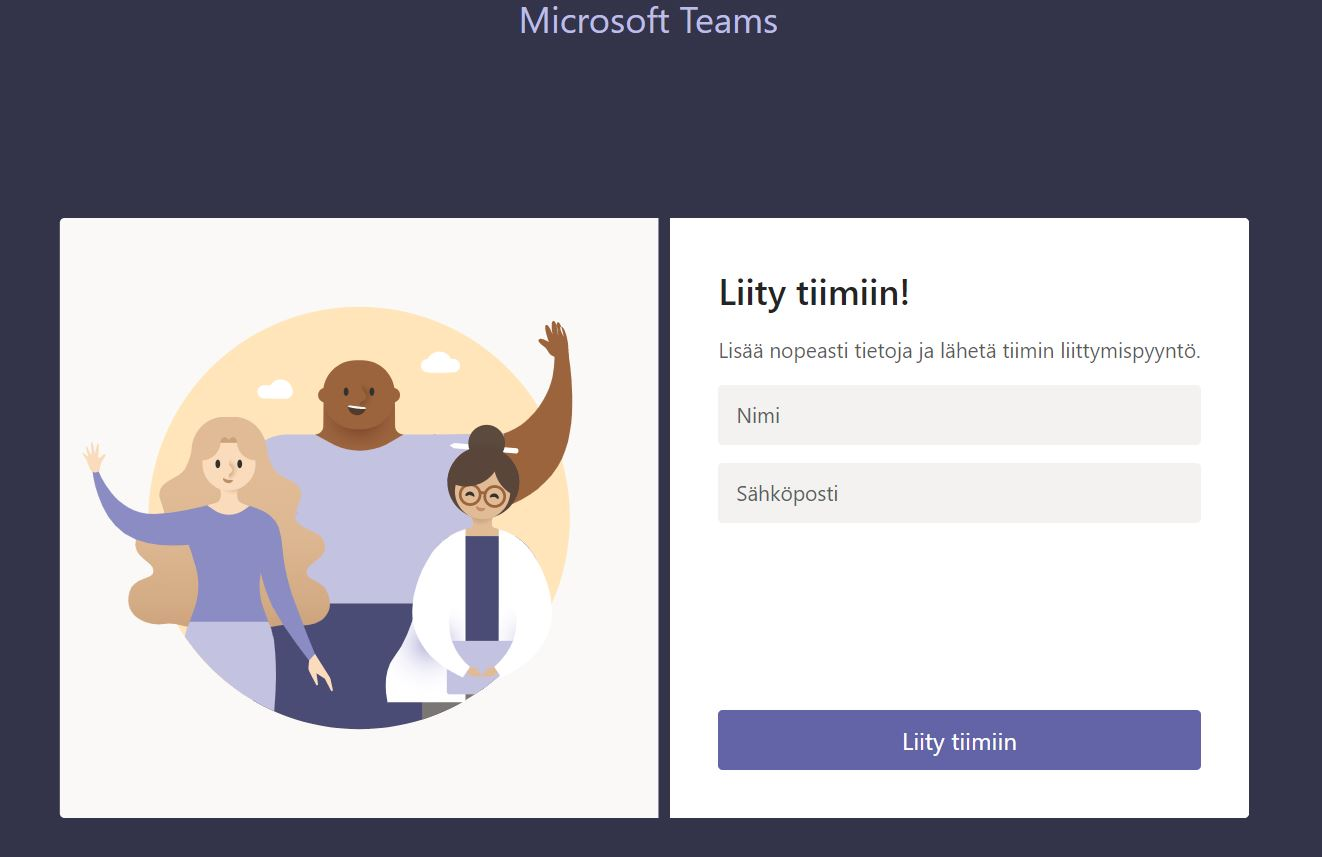 Microsoft Teams
Liity tiimiin!
Lisää nopeasti tietoja ja lähetä tiimin liittymispyyntö.
Nimi
Sähköposti
Liity tiimiin